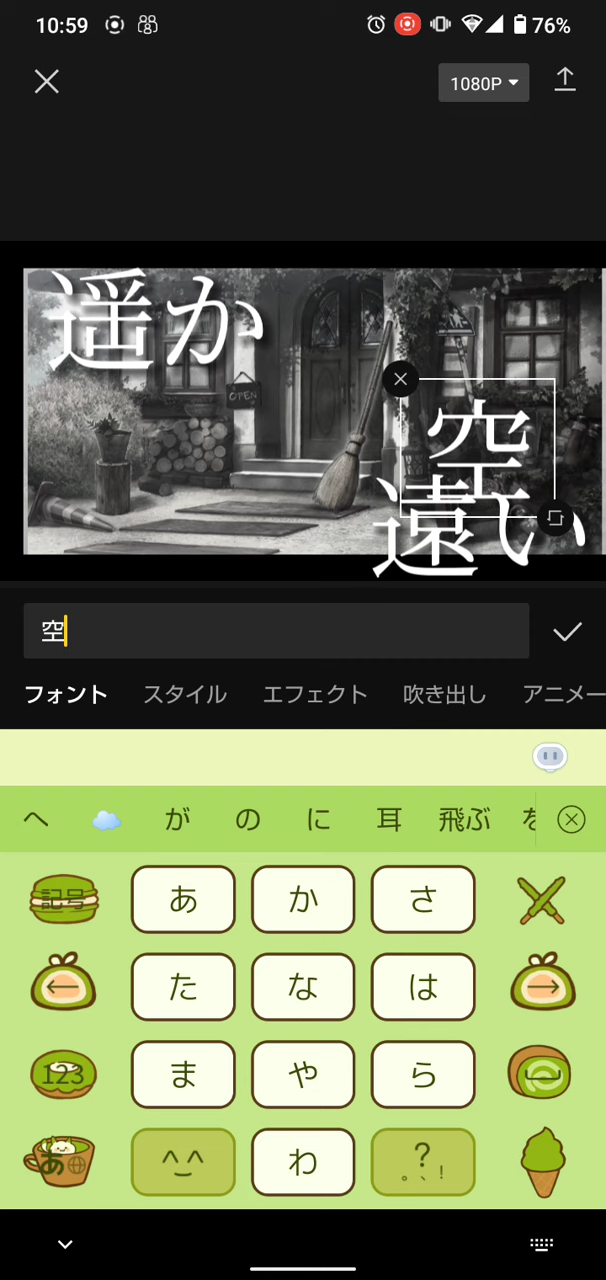 10:59
76%
1080P
遥か
OPEN
空
遠い
空
フォント スタイル エフェクト 吹き出し アニメー
へ が の に 耳 飛ぶ を
記号 あ か さ
← た な は →
123 ま や ら
あ ^_^ わ ?。、!